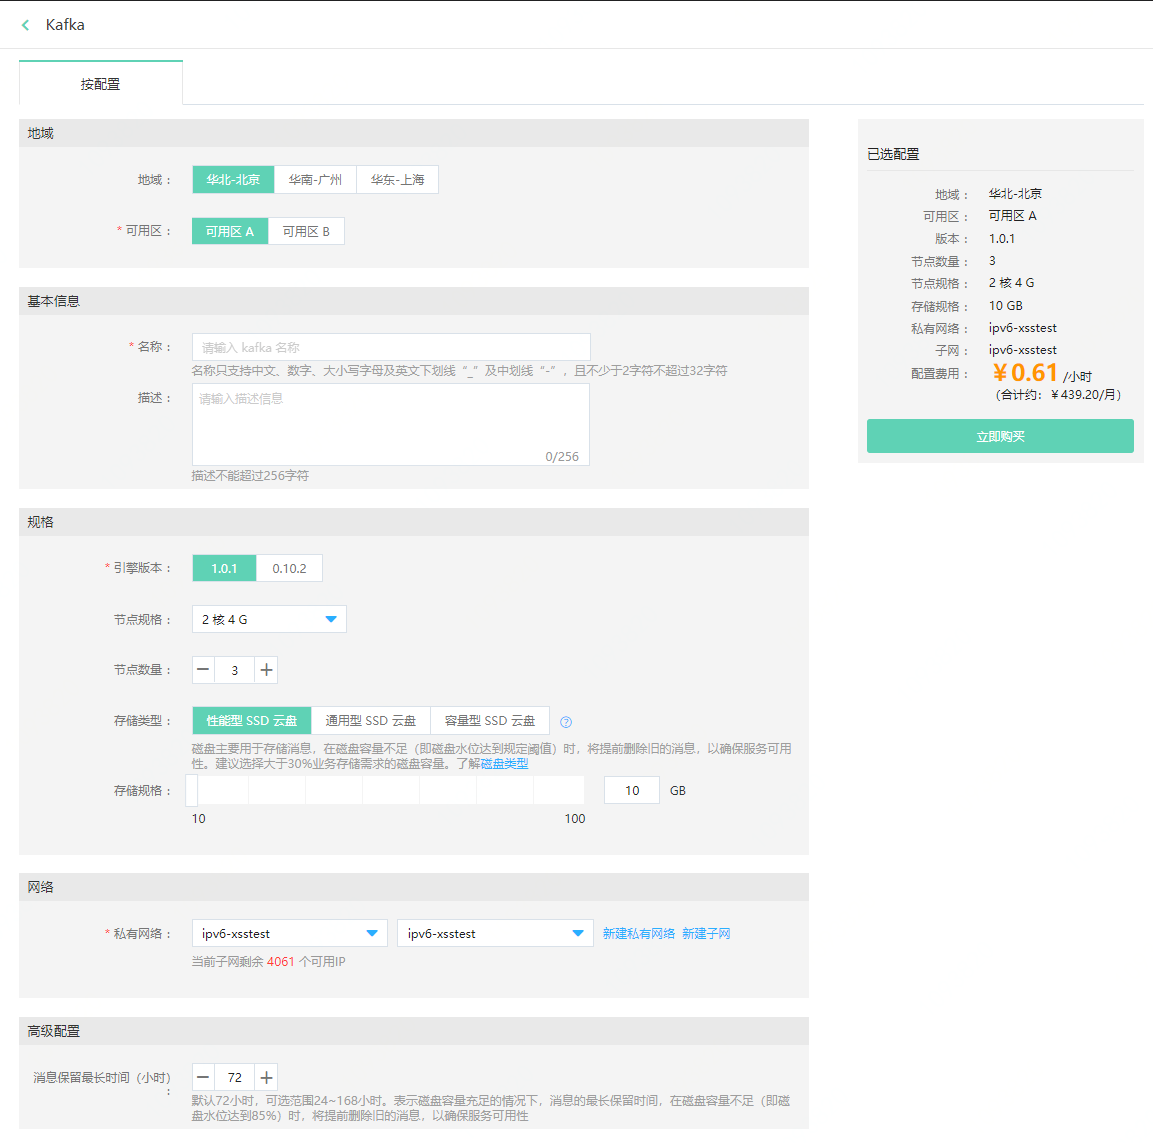 Kafka
按配置
地域
地域： 华北-北京 华南-广州 华东-上海
* 可用区： 可用区 A 可用区 B
基本信息
* 名称： 请输入 kafka 名称
名称只支持中文、数字、大小写字母及英文下划线“_”及中划线“-”，且不少于2字符不超过32字符
描述： 请输入描述信息
0/256
描述不能超过256字符
规格
* 引擎版本： 1.0.1 0.10.2
节点规格： 2 核 4 G
节点数量： 3
存储类型： 性能型 SSD 云盘 通用型 SSD 云盘 容量型 SSD 云盘 ?
磁盘主要用于存储消息，在磁盘容量不足（即磁盘水位达到规定阈值）时，将提前删除旧的消息，以确保服务可用
性。建议选择大于30%业务存储需求的磁盘容量。了解磁盘类型
存储规格： 10 GB
10 100
网络
* 私有网络： ipv6-xsstest ipv6-xsstest 新建私有网络 新建子网
当前子网剩余 4061 个可用IP
高级配置
消息保留最长时间（小时）
： 72
默认72小时，可选范围24~168小时。表示磁盘容量充足的情况下，消息的最长保留时间，在磁盘容量不足（即磁
盘水位达到85%）时，将提前删除旧的消息，以确保服务可用性
已选配置
地域： 华北-北京
可用区： 可用区 A
版本： 1.0.1
节点数量： 3
节点规格： 2 核 4 G
存储规格： 10 GB
私有网络： ipv6-xsstest
子网： ipv6-xsstest
配置费用： ￥0.61 /小时
（合计约：￥439.20/月）
立即购买